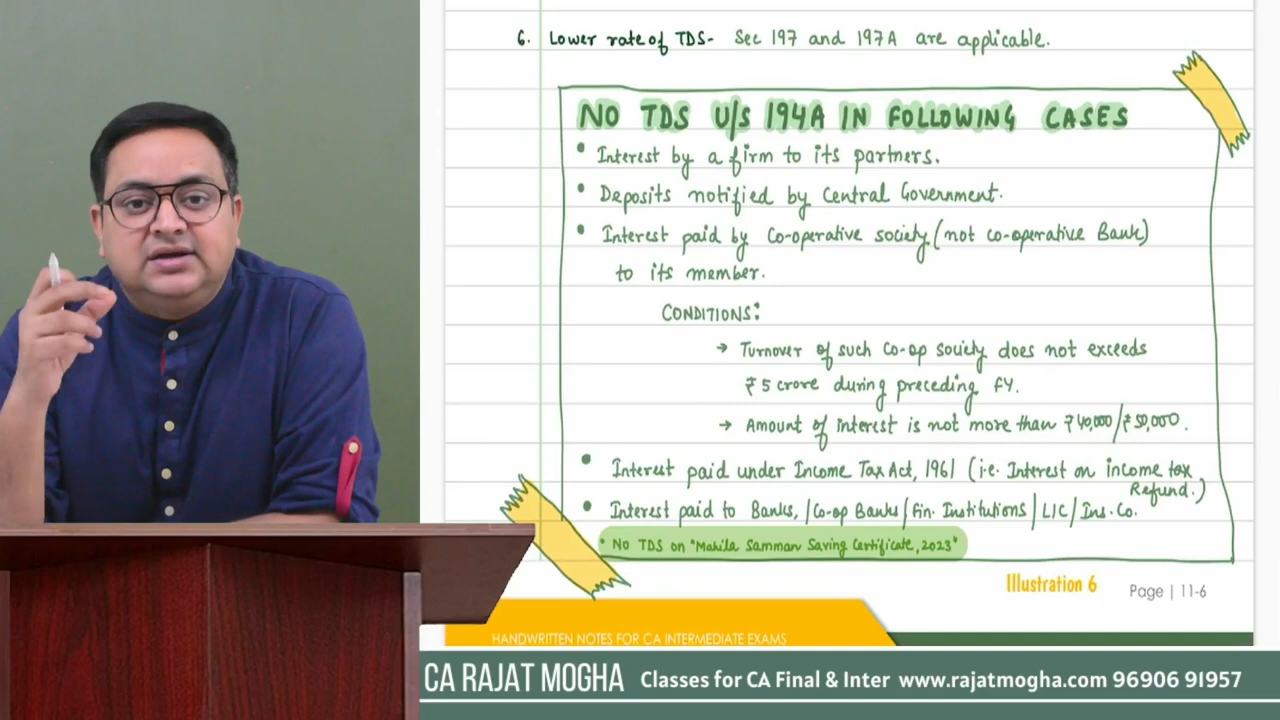 6. Lower rate of TDS- Sec 197 and 197A are applicable.
NO TDS U/S 194A IN FOLLOWING CASES
• Interest by a firm to its partners.
• Deposits notified by Central Government.
• Interest paid by Co-operative society (not co-operative Bank)
to its member.
CONDITIONS:
→ Turnover of such Co-op Society does not exceeds
₹ 5 crore during preceding FY.
→ Amount of Interest is not more than ₹40,000/₹50,000.
• Interest paid under Income Tax Act, 1961 (i.e. Interest on income tax
Refund.)
• Interest paid to Banks, /Co-op Banks/ Fin. Institutions/ LIC/ Ins. Co.
• No TDS on "Mahila Samman Saving Certificate, 2023"
Illustration 6
Page | 11-6
HANDWRITTEN NOTES FOR CA INTERMEDIATE EXAMS
CA RAJAT MOGHA Classes for CA Final & Inter www.rajatmogha.com 96906 91957